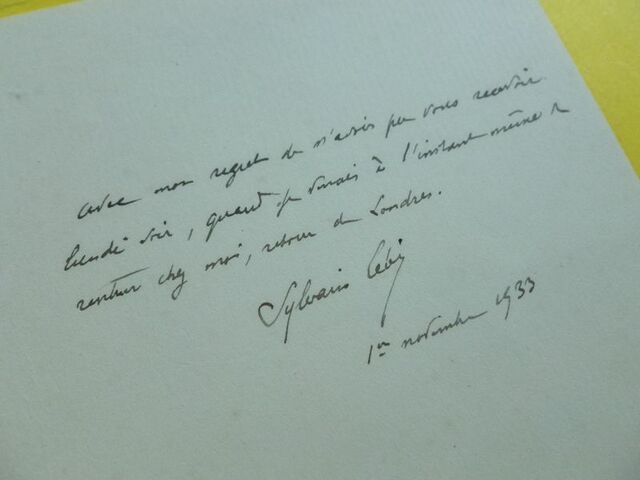 avec mon regret de n'avoir pu vous recevoir
lundi soir, quand je venais à l'instant même de
rentrer chez moi, retour de Londres.
Sylvain Lévi
1er novembre 1933